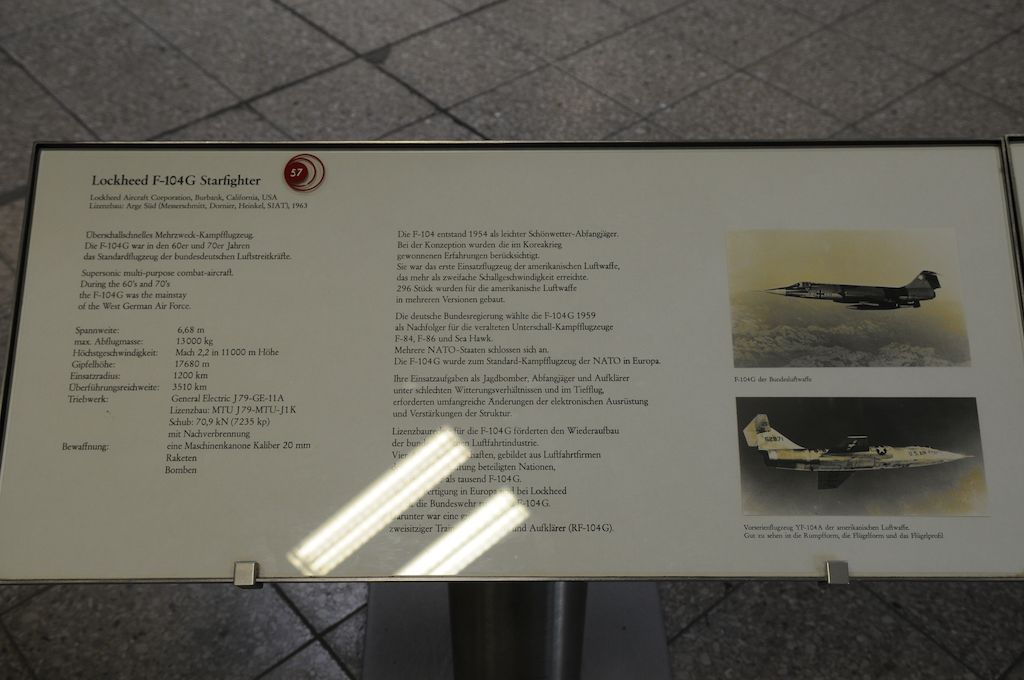 Lockheed F-104G Starfighter
57
Lockheed Aircraft Corporation, Burbank, California, USA
Lizenzbau: Arge Süd (Messerschmitt, Dornier, Heinkel, SIAT), 1963
Überschallschnelles Mehrzweck-Kampfflugzeug.
Die F-104G war in den 60er und 70er Jahren
das Standardflugzeug der bundesdeutschen Luftstreitkräfte.
Supersonic multi-purpose combat-aircraft.
During the 60's and 70's
the F-104G was the mainstay
of the West German Air Force.
Spannweite: 6,68 m
max. Abflugmasse: 13000 kg
Höchstgeschwindigkeit: Mach 2,2 in 11000 m Höhe
Gipfelhöhe: 17680 m
Einsatzradius: 1200 km
Überführungsreichweite: 3510 km
Triebwerk: General Electric J79-GE-11A
Lizenzbau: MTU J79-MTU-J1K
Schub: 70,9 kN (7235 kp)
mit Nachverbrennung
Bewaffnung: eine Maschinenkanone Kaliber 20 mm
Raketen
Bomben
Die F-104 entstand 1954 als leichter Schönwetter-Abfangjäger.
Bei der Konzeption wurden die im Koreakrieg
gewonnenen Erfahrungen berücksichtigt.
Sie war das erste Einsatzflugzeug der amerikanischen Luftwaffe,
das mehr als zweifache Schallgeschwindigkeit erreichte.
296 Stück wurden für die amerikanische Luftwaffe
in mehreren Versionen gebaut.
Die deutsche Bundesregierung wählte die F-104G 1959
als Nachfolger für die veralteten Unterschall-Kampfflugzeuge
F-84, F-86 und Sea Hawk.
Mehrere NATO-Staaten schlossen sich an.
Die F-104G wurde zum Standard-Kampfflugzeug der NATO in Europa.
Ihre Einsatzaufgaben als Jagdbomber, Abfangjäger und Aufklärer
unter schlechten Witterungsverhältnissen und im Tiefflug,
erforderten umfangreiche Änderungen der elektronischen Ausrüstung
und Verstärkungen der Struktur.
für die F-104G förderten den Wiederaufbau
der Luftfahrtindustrie.
gebildet aus Luftfahrtfirmen
beteiligten Nationen,
als tausend F-104G.
in Europa und bei Lockheed
die Bundeswehr F-104G.
darunter war eine
zweisitziger und Aufklärer (RF-104G).
F-104G der Bundesluftwaffe
52971
U.S. AIR
Vorserienflugzeug YF-104A der amerikanischen Luftwaffe.
Gut zu sehen ist die Rumpfform, die Flügelform und das Flügelprofil